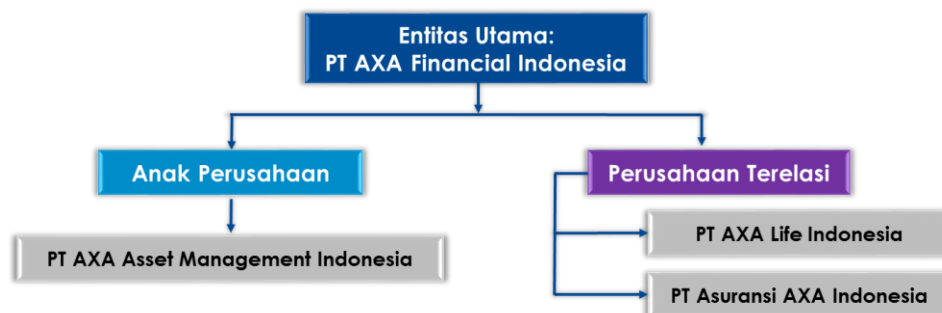 Entitas Utama:
PT AXA Financial Indonesia
Anak Perusahaan
Perusahaan Terelasi
PT AXA Asset Management Indonesia
PT AXA Life Indonesia
PT Asuransi AXA Indonesia